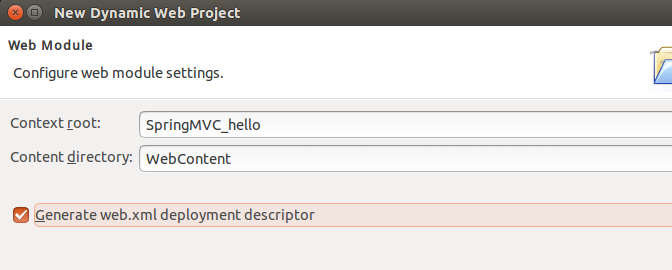 New Dynamic Web Project
Web Module
Configure web module settings.
Context root: SpringMVC_hello
Content directory: WebContent
Generate web.xml deployment descriptor